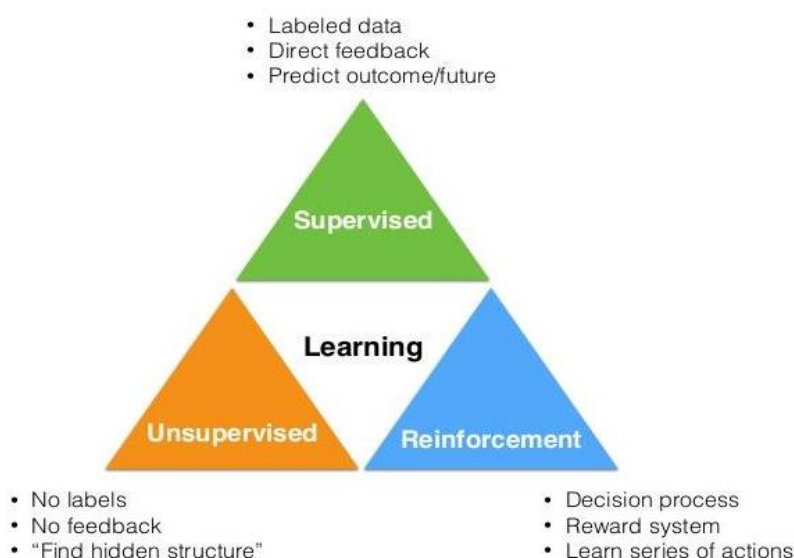 • Labeled data
• Direct feedback
• Predict outcome/future
Supervised
Learning
Unsupervised
Reinforcement
• No labels
• No feedback
• "Find hidden structure"
• Decision process
• Reward system
• Learn series of actions